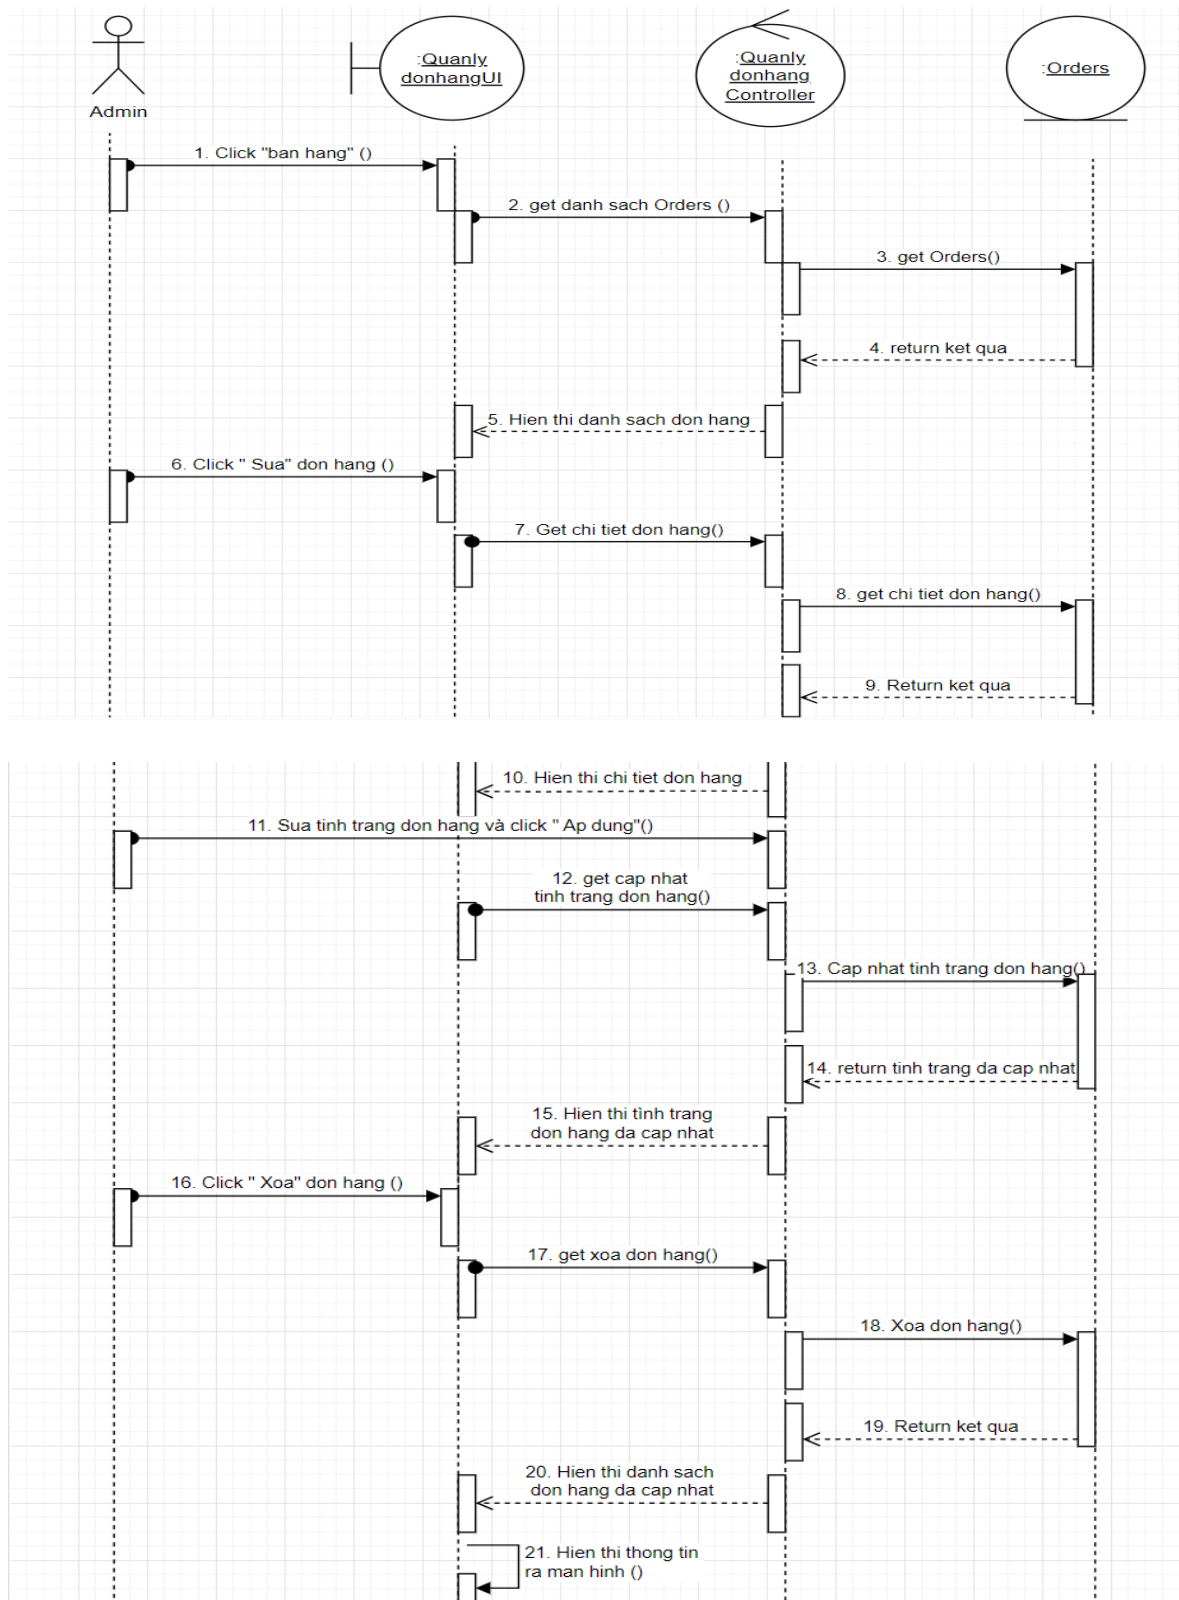 :Quanly
donhangUI
:Quanly
donhang
Controller
:Orders
Admin
1. Click "ban hang" ()
2. get danh sach Orders ()
3. get Orders()
4. return ket qua
5. Hien thi danh sach don hang
6. Click " Sua" don hang ()
7. Get chi tiet don hang()
8. get chi tiet don hang()
9. Return ket qua
10. Hien thi chi tiet don hang
11. Sua tinh trang don hang và click " Ap dung"()
12. get cap nhat
tinh trang don hang()
13. Cap nhat tinh trang don hang()
14. return tinh trang da cap nhat
15. Hien thi tình trang
don hang da cap nhat
16. Click " Xoa" don hang ()
17. get xoa don hang()
18. Xoa don hang()
19. Return ket qua
20. Hien thi danh sach
don hang da cap nhat
21. Hien thi thong tin
ra man hinh ()